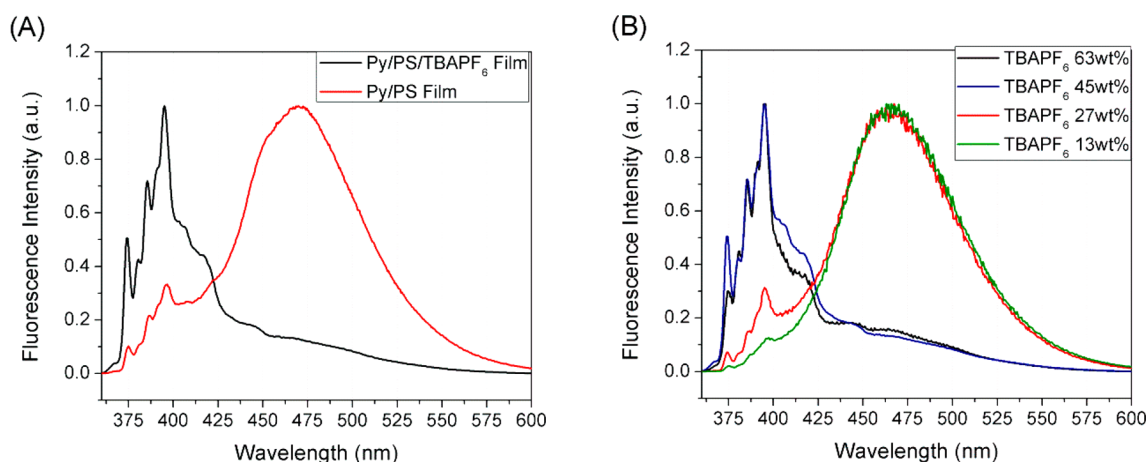 (A)
Fluorescence Intensity (a.u.)
1.2
1.0
0.8
0.6
0.4
0.2
0.0
Py/PS/TBAPF₆ Film
Py/PS Film
375 400 425 450 475 500 525 550 575 600
Wavelength (nm)
(B)
Fluorescence Intensity (a.u.)
1.2
1.0
0.8
0.6
0.4
0.2
0.0
TBAPF₆ 63wt%
TBAPF₆ 45wt%
TBAPF₆ 27wt%
TBAPF₆ 13wt%
375 400 425 450 475 500 525 550 575 600
Wavelength (nm)